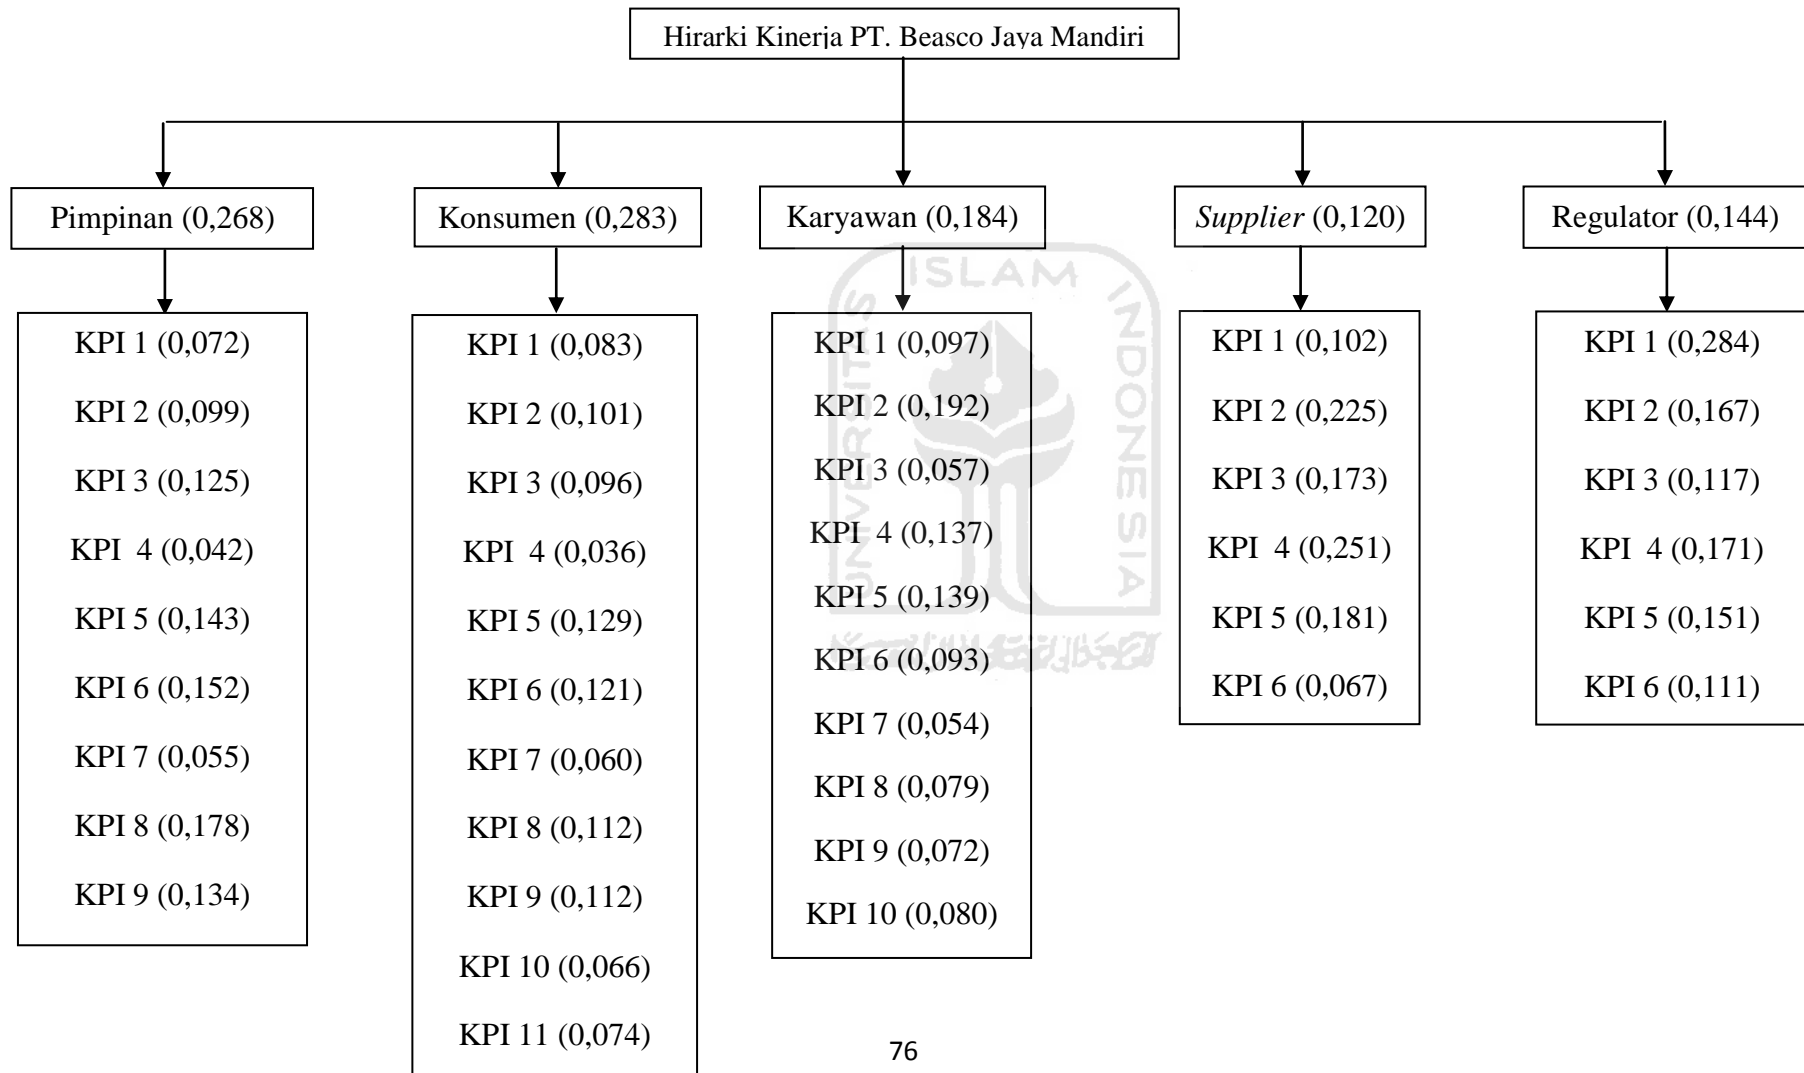 Hirarki Kinerja PT. Beasco Jaya Mandiri
Pimpinan (0,268)
Konsumen (0,283)
Karyawan (0,184)
Supplier (0,120)
Regulator (0,144)
KPI 1 (0,072)
KPI 2 (0,099)
KPI 3 (0,125)
KPI 4 (0,042)
KPI 5 (0,143)
KPI 6 (0,152)
KPI 7 (0,055)
KPI 8 (0,178)
KPI 9 (0,134)
KPI 1 (0,083)
KPI 2 (0,101)
KPI 3 (0,096)
KPI 4 (0,036)
KPI 5 (0,129)
KPI 6 (0,121)
KPI 7 (0,060)
KPI 8 (0,112)
KPI 9 (0,112)
KPI 10 (0,066)
KPI 11 (0,074)
KPI 1 (0,097)
KPI 2 (0,192)
KPI 3 (0,057)
KPI 4 (0,137)
KPI 5 (0,139)
KPI 6 (0,093)
KPI 7 (0,054)
KPI 8 (0,079)
KPI 9 (0,072)
KPI 10 (0,080)
KPI 1 (0,102)
KPI 2 (0,225)
KPI 3 (0,173)
KPI 4 (0,251)
KPI 5 (0,181)
KPI 6 (0,067)
KPI 1 (0,284)
KPI 2 (0,167)
KPI 3 (0,117)
KPI 4 (0,171)
KPI 5 (0,151)
KPI 6 (0,111)
UNIVERSITAS
ISLAM
INDONESIA
76